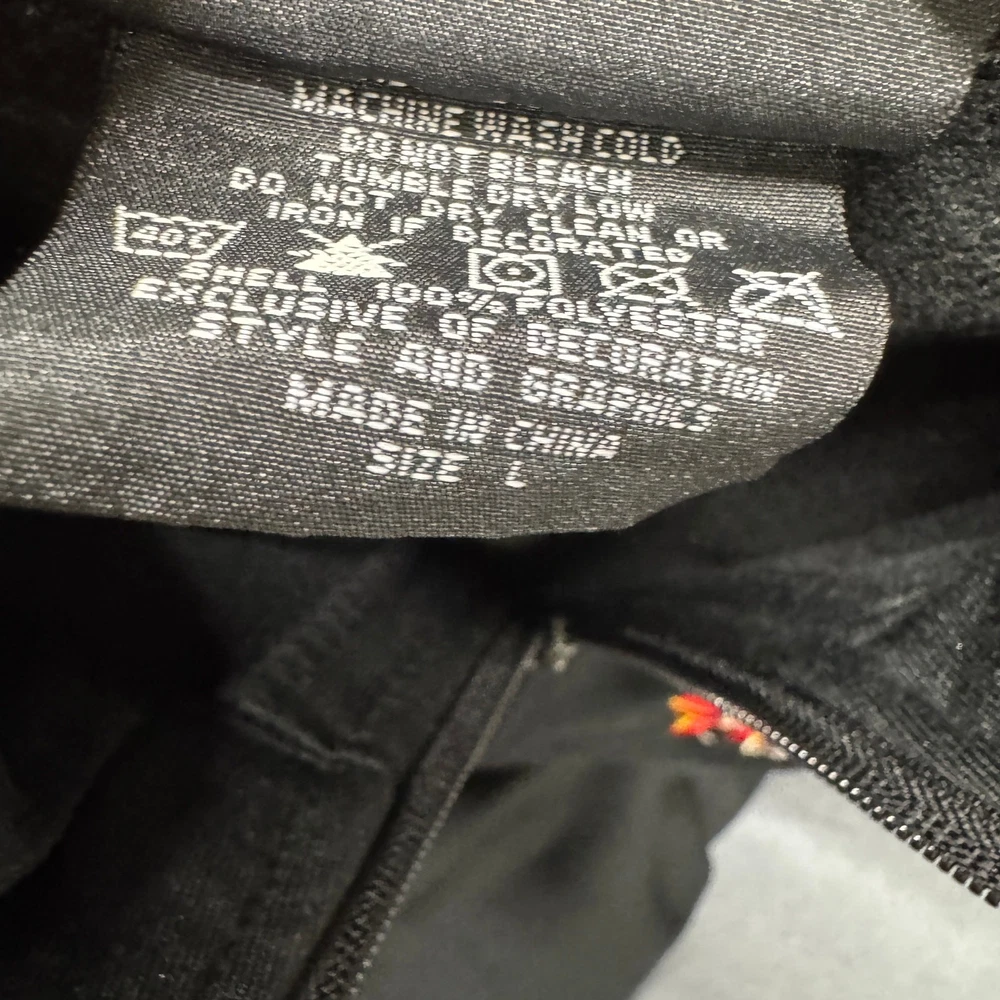 MACHINE WASH COLD
DO NOT BLEACH
TUMBLE DRY LOW
DO NOT DRY CLEAN OR
IRON IF DECORATED
40
SHELL 100% POLYESTER
EXCLUSIVE OF DECORATION
STYLE AND GRAPHICS
MADE IN CHINA
SIZE L